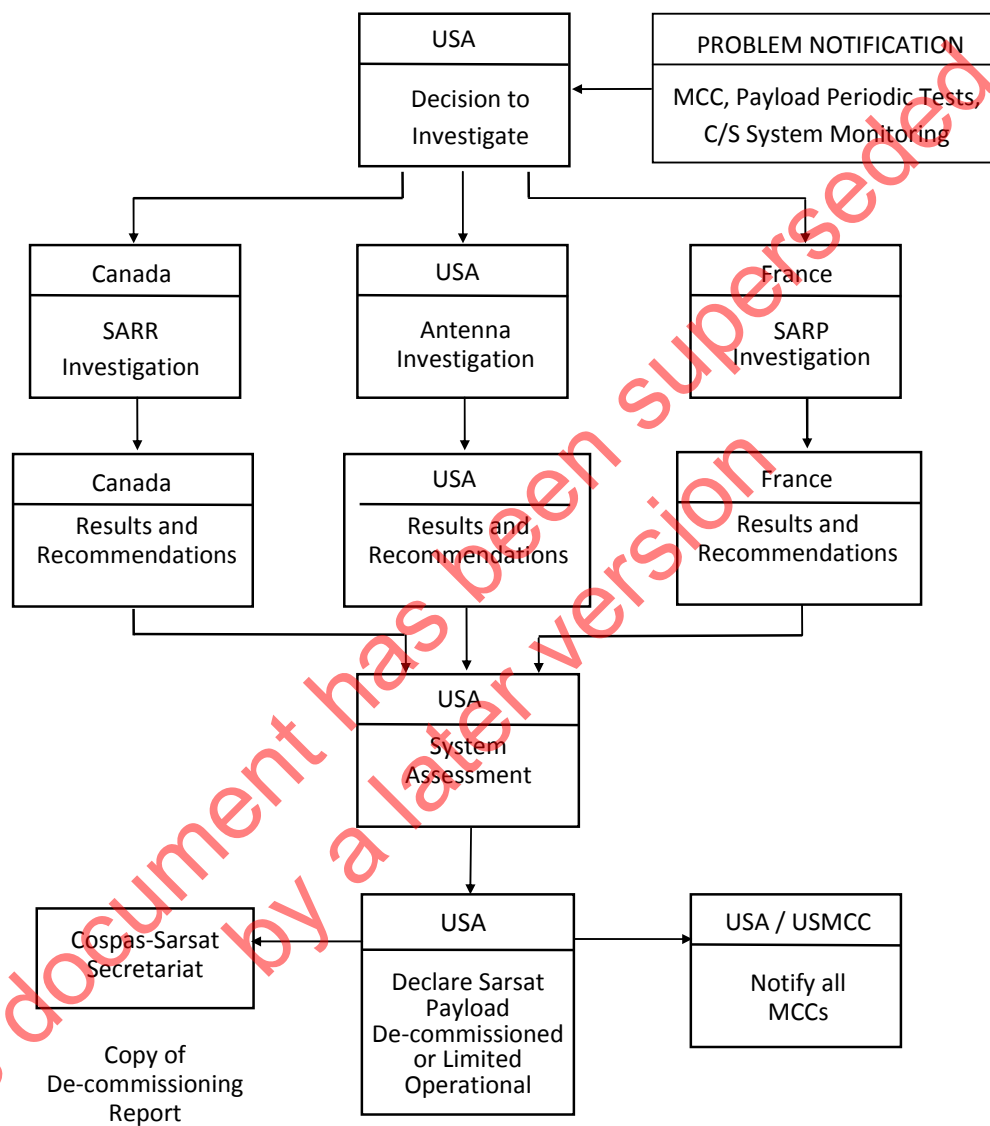 USA
Decision to
Investigate
PROBLEM NOTIFICATION
MCC, Payload Periodic Tests,
C/S System Monitoring
Canada
SARR
Investigation
USA
Antenna
Investigation
France
SARP
Investigation
Canada
Results and
Recommendations
USA
Results and
Recommendations
France
Results and
Recommendations
USA
System
Assessment
Cospas-Sarsat
Secretariat
Copy of
De-commissioning
Report
USA
Declare Sarsat
Payload
De-commissioned
or Limited
Operational
USA / USMCC
Notify all
MCCs
document has been superseded
by a later version